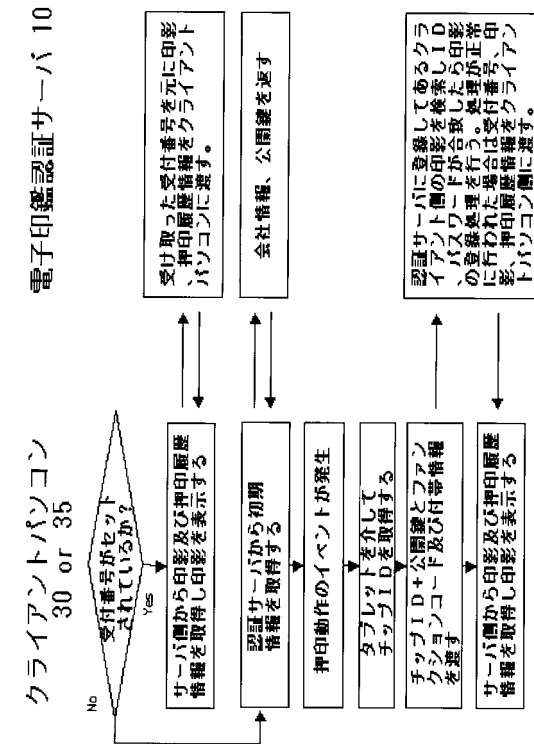 クライアントパソコン
30 or 35
電子印鑑認証サーバ 10
受付番号がセット
されているか?
No
Yes
サーバ側から印影及び押印履歴
情報を取得し印影を表示する
受け取った受付番号を元に印影
、押印履歴情報をクライアント
パソコンに渡す。
認証サーバから初期
情報を取得する
会社情報、公開鍵を返す
押印動作のイベントが発生
タブレットを介して
チップIDを取得する
チップID+公開鍵とファン
クションコード及び付帯情報
を渡す
認証サーバに登録してあるクラ
イアント側の印影を検索しID
、パスワードが合致したら印影
の登録処理を行う。処理が正常
に行われた場合は受付番号、印
影、押印履歴情報をクライアン
トパソコン側に渡す。
サーバ側から印影及び押印履歴
情報を取得し印影を表示する